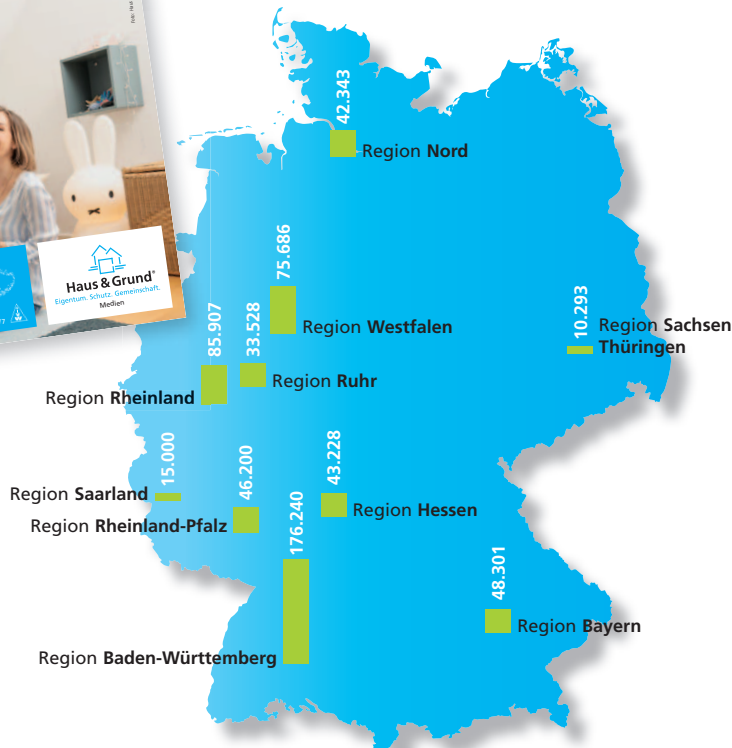 Haus & Grund®
Eigentum. Schutz. Gemeinschaft.
Medien
42.343
Region Nord
75.686
Region Westfalen
10.293
Region Sachsen
Thüringen
85.907
Region Rheinland
33.528
Region Ruhr
15.000
Region Saarland
46.200
Region Rheinland-Pfalz
43.228
Region Hessen
176.240
Region Baden-Württemberg
48.301
Region Bayern